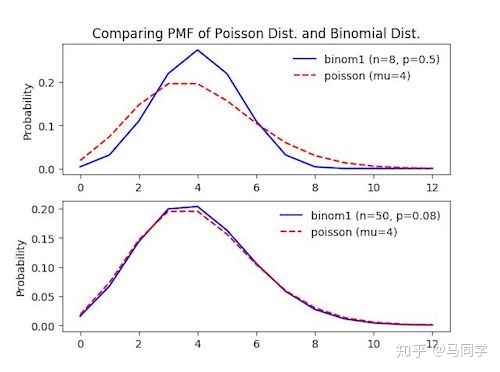 Comparing PMF of Poisson Dist. and Binomial Dist.
binom1 (n=8, p=0.5)
poisson (mu=4)
Probability
0.2
0.1
0.0
0 2 4 6 8 10 12
binom1 (n=50, p=0.08)
poisson (mu=4)
Probability
0.20
0.15
0.10
0.05
0.00
0 2 4 6 8 10 12
知乎 @马同学